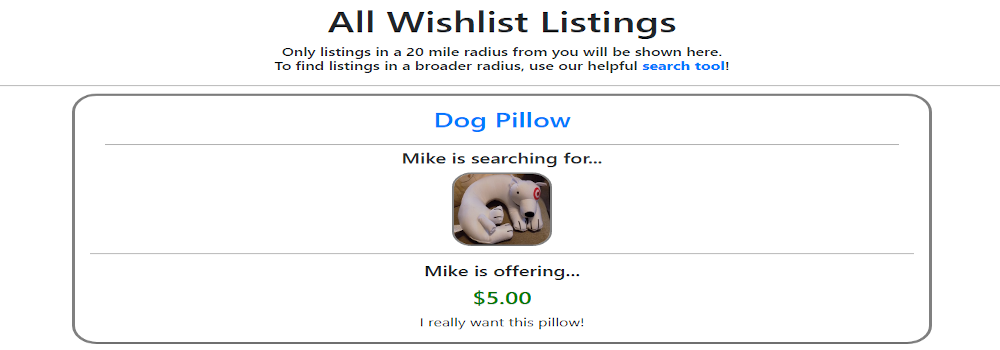 All Wishlist Listings
Only listings in a 20 mile radius from you will be shown here.
To find listings in a broader radius, use our helpful search tool!
Dog Pillow
Mike is searching for...
Mike is offering...
$5.00
I really want this pillow!